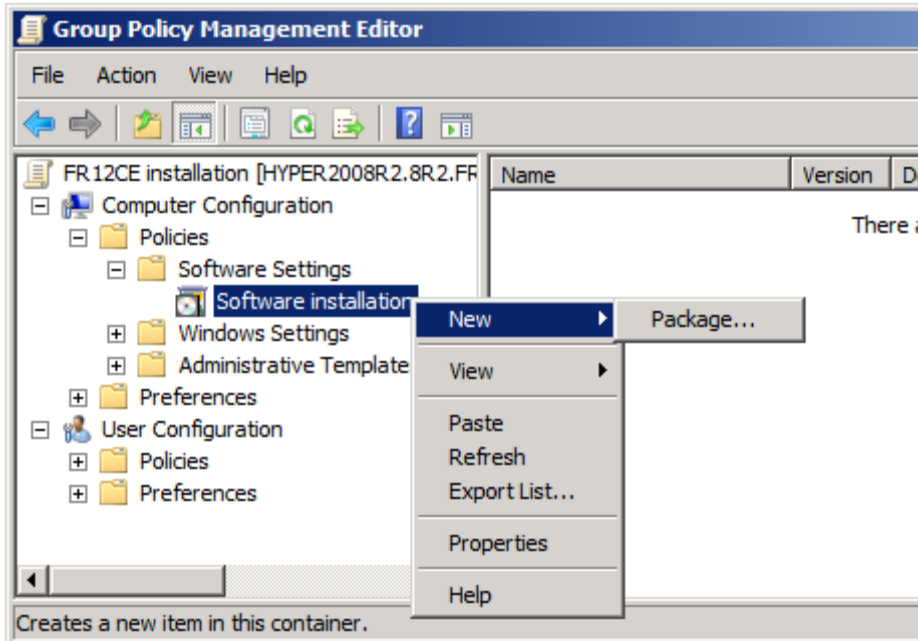 Group Policy Management Editor
File Action View Help
FR12CE installation [HYPER2008R2.8R2.FR
Name Version D
Computer Configuration
There a
Policies
Software Settings
Software installation
New Package...
Windows Settings
Administrative Template
View
Preferences
Paste
User Configuration
Refresh
Policies
Export List...
Preferences
Properties
Help
Creates a new item in this container.